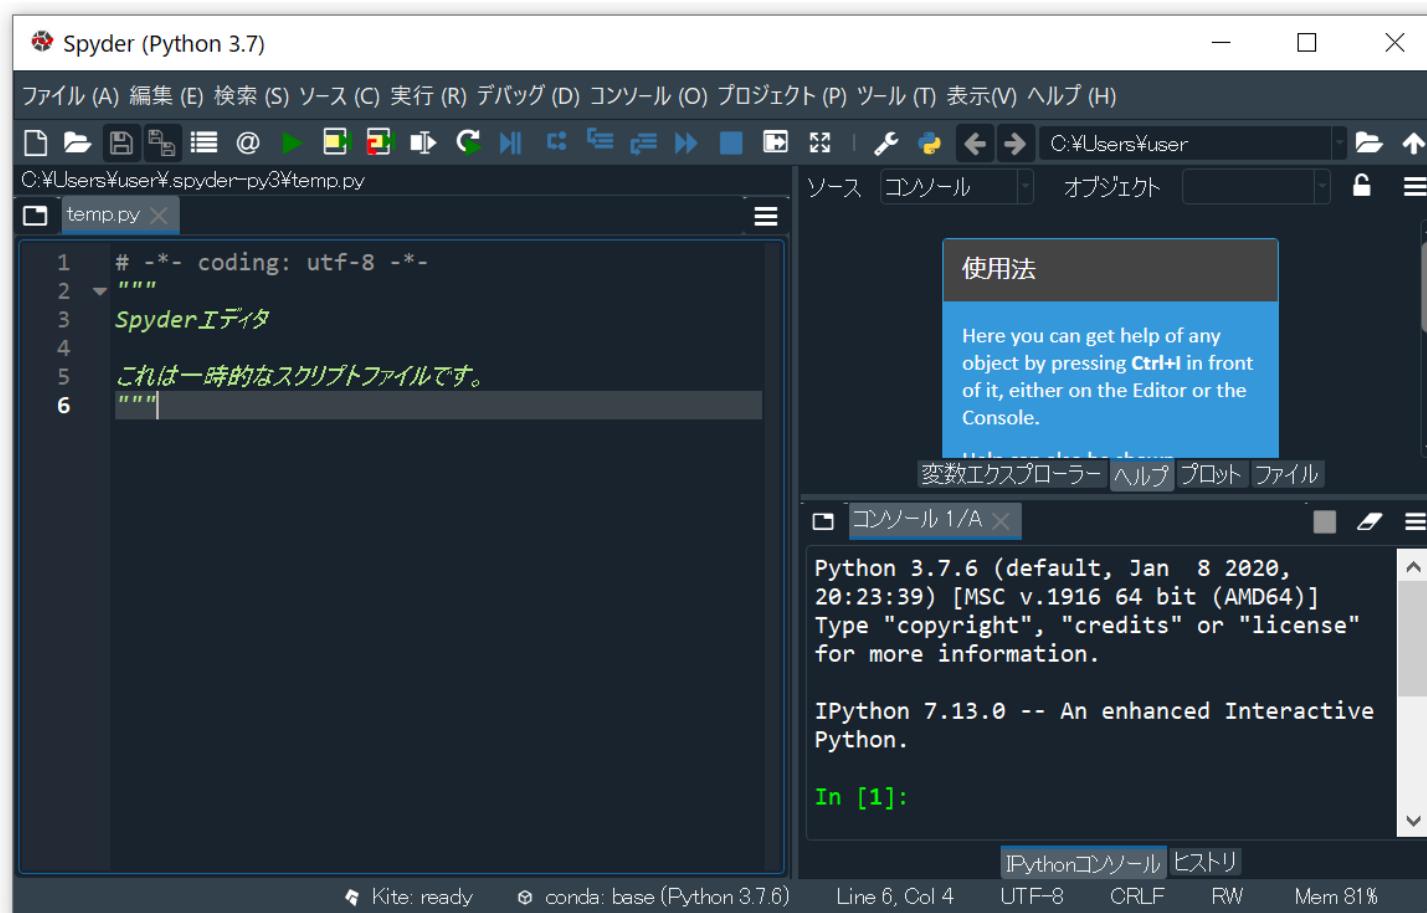 Spyder (Python 3.7)
ファイル (A) 編集 (E) 検索 (S) ソース (C) 実行 (R) デバッグ (D) コンソール (O) プロジェクト (P) ツール (T) 表示(V) ヘルプ (H)
C:¥Users¥user
C:¥Users¥user¥.spyder-py3¥temp.py
temp.py
1 # -*- coding: utf-8 -*-
2 """
3 Spyderエディタ
4
5 これは一時的なスクリプトファイルです。
6 """
ソース コンソール オブジェクト
使用法
Here you can get help of any
object by pressing Ctrl+I in front
of it, either on the Editor or the
Console.
Help can also be shown
変数エクスプローラー ヘルプ プロット ファイル
コンソール 1/A
Python 3.7.6 (default, Jan  8 2020,
20:23:39) [MSC v.1916 64 bit (AMD64)]
Type "copyright", "credits" or "license"
for more information.
IPython 7.13.0 -- An enhanced Interactive
Python.
In [1]:
IPythonコンソール ヒストリ
Kite: ready conda: base (Python 3.7.6) Line 6, Col 4 UTF-8 CRLF RW Mem 81%